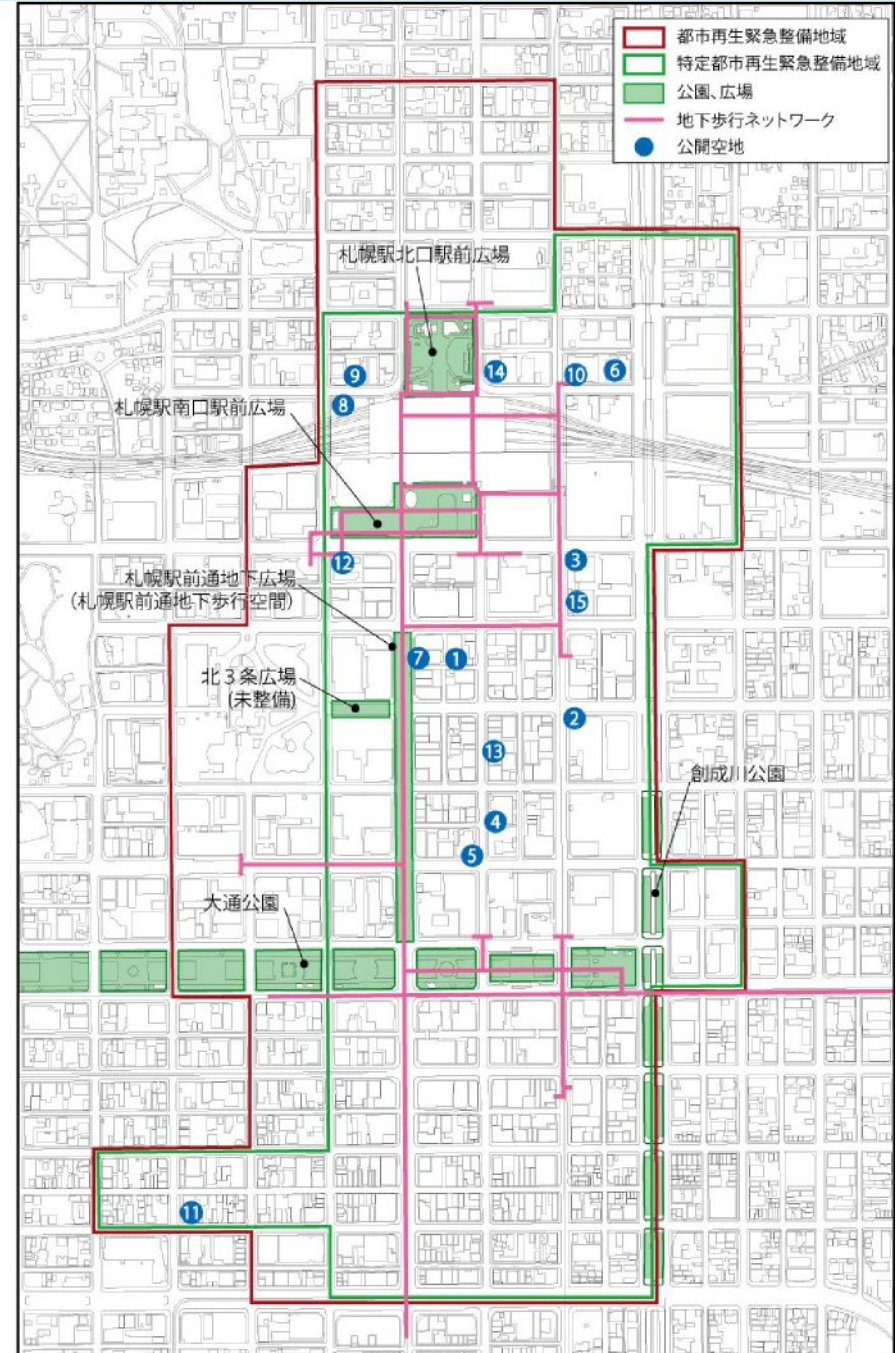 都市再生緊急整備地域
特定都市再生緊急整備地域
公園、広場
地下歩行ネットワーク
公開空地
札幌駅北口駅前広場
9
14
10
6
8
札幌駅南口駅前広場
12
3
札幌駅前通地下広場
(札幌駅前通地下歩行空間)
15
7
1
北3条広場
(未整備)
2
13
創成川公園
4
5
大通公園
11